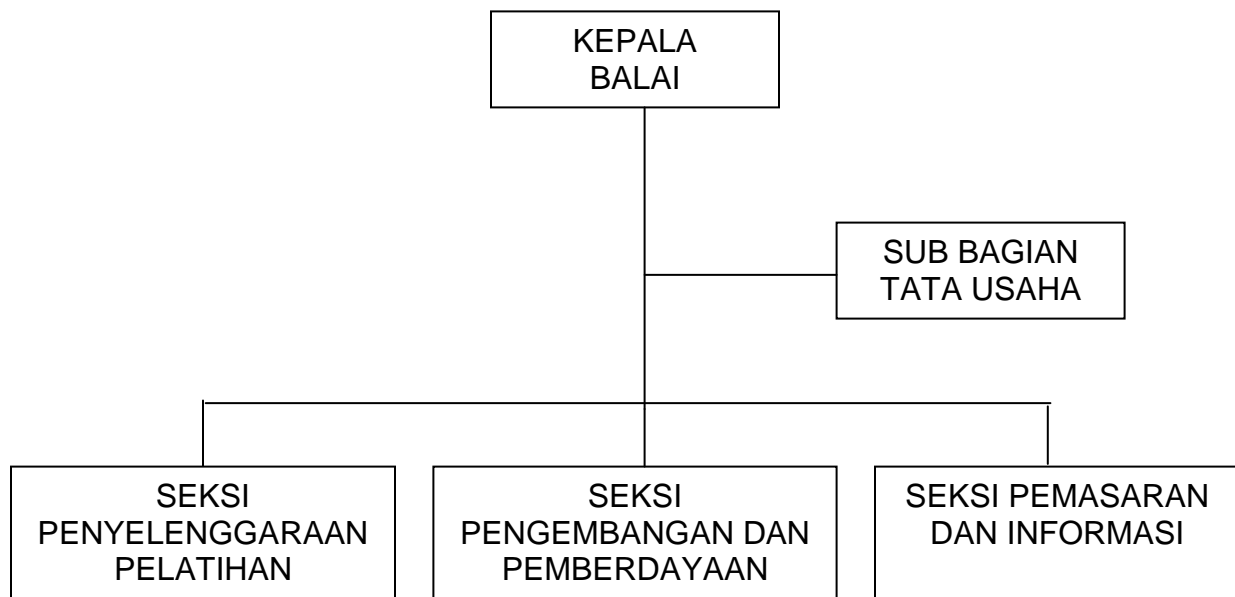 KEPALA
BALAI
SUB BAGIAN
TATA USAHA
SEKSI
PENYELENGGARAAN
PELATIHAN
SEKSI
PENGEMBANGAN DAN
PEMBERDAYAAN
SEKSI PEMASARAN
DAN INFORMASI